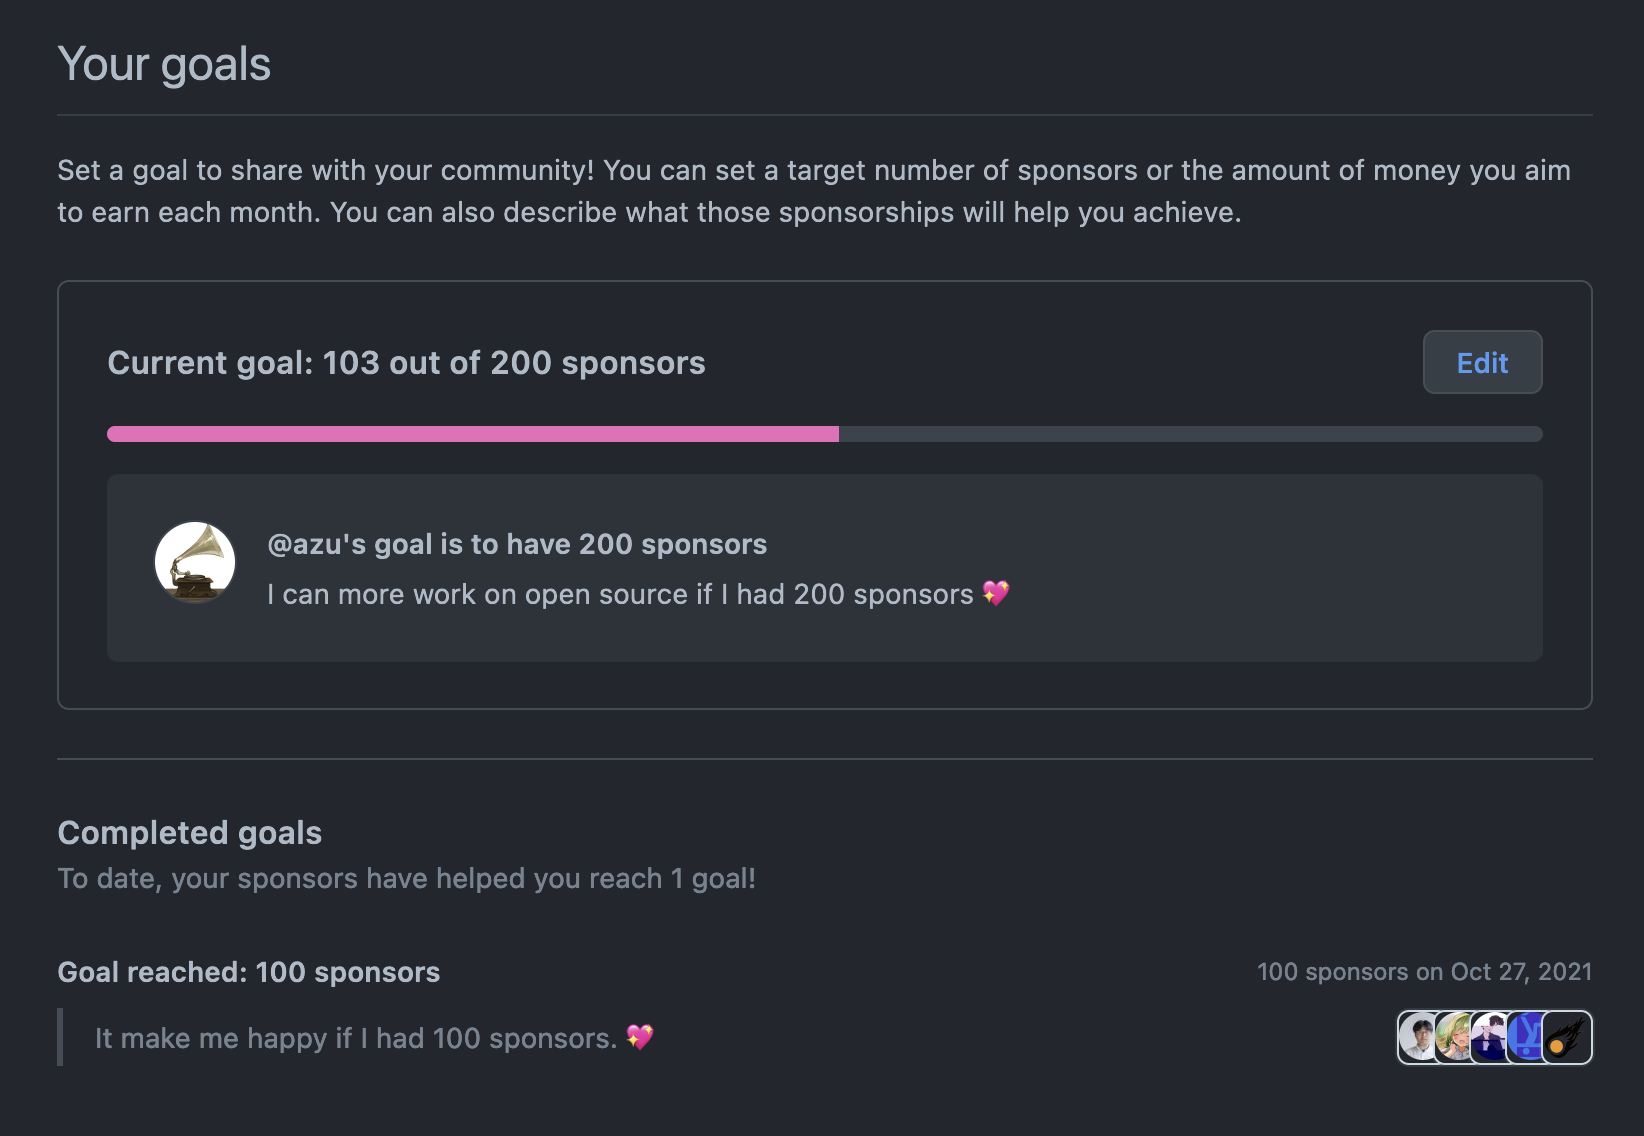 Your goals
Set a goal to share with your community! You can set a target number of sponsors or the amount of money you aim
to earn each month. You can also describe what those sponsorships will help you achieve.
Current goal: 103 out of 200 sponsors
Edit
@azu's goal is to have 200 sponsors
I can more work on open source if I had 200 sponsors 💖
Completed goals
To date, your sponsors have helped you reach 1 goal!
Goal reached: 100 sponsors
100 sponsors on Oct 27, 2021
It make me happy if I had 100 sponsors. 💖